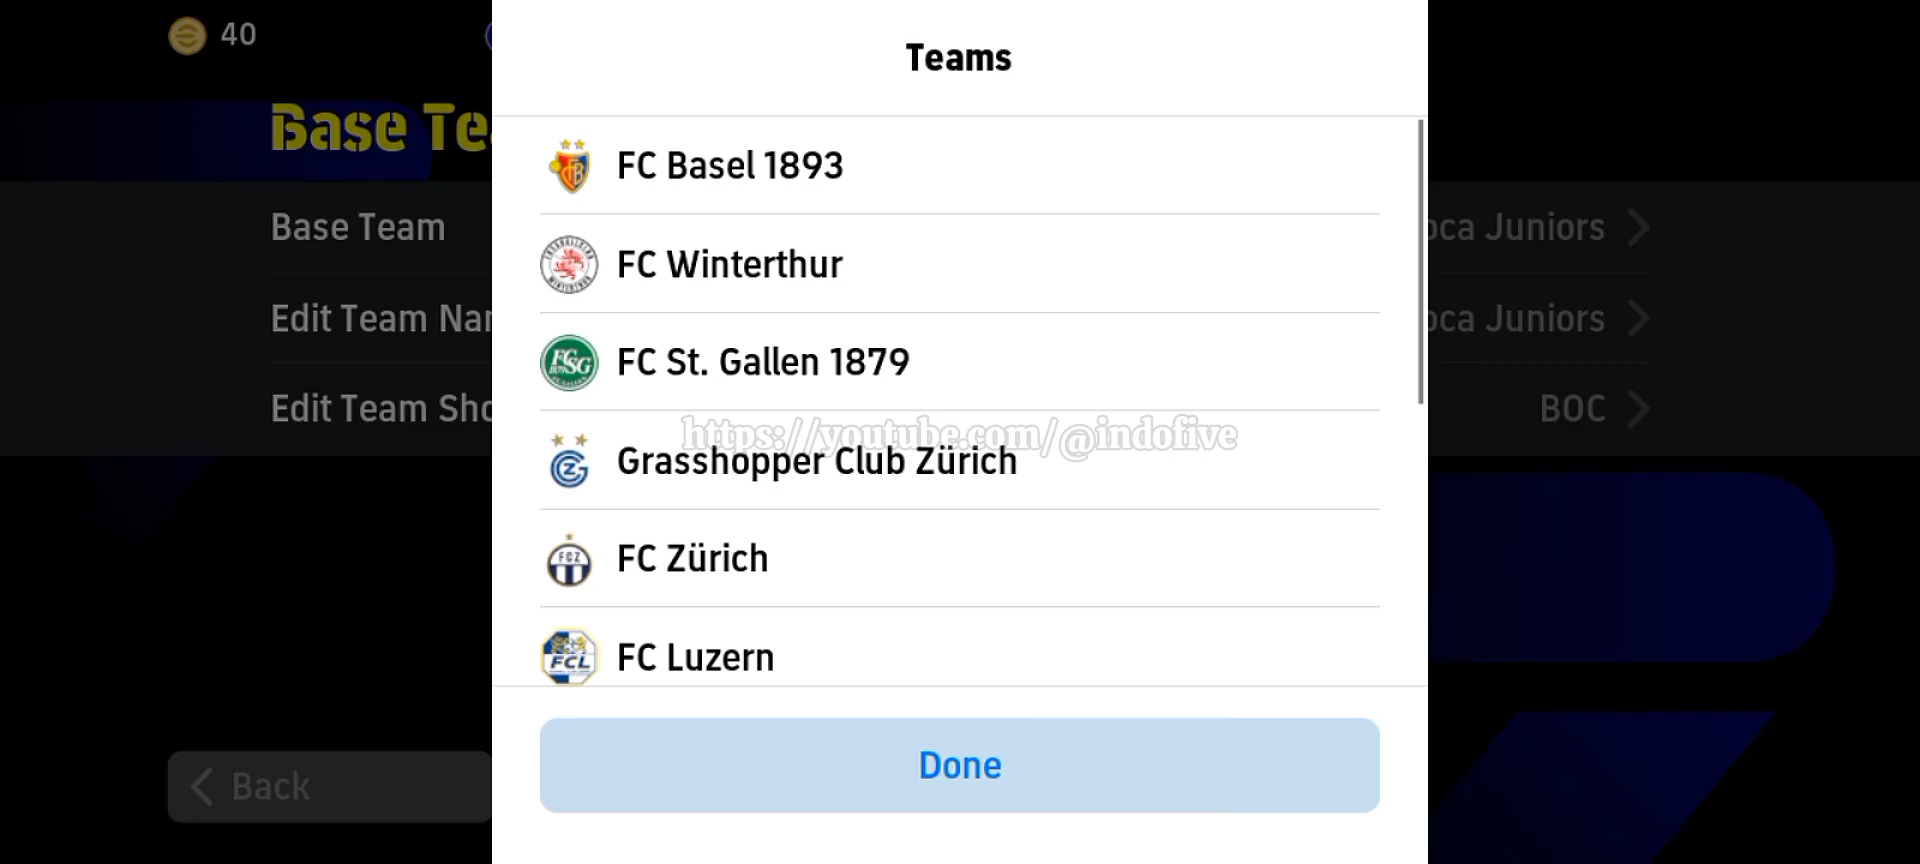 40
Teams
Base Te
FC Basel 1893
Base Team
oca Juniors
FC Winterthur
Edit Team Nar
oca Juniors
FC St. Gallen 1879
Edit Team Sho
BOC
https://youtube.com/@indofive
Grasshopper Club Zürich
FCZ
FC Zürich
FCL
FC Luzern
Done
Back